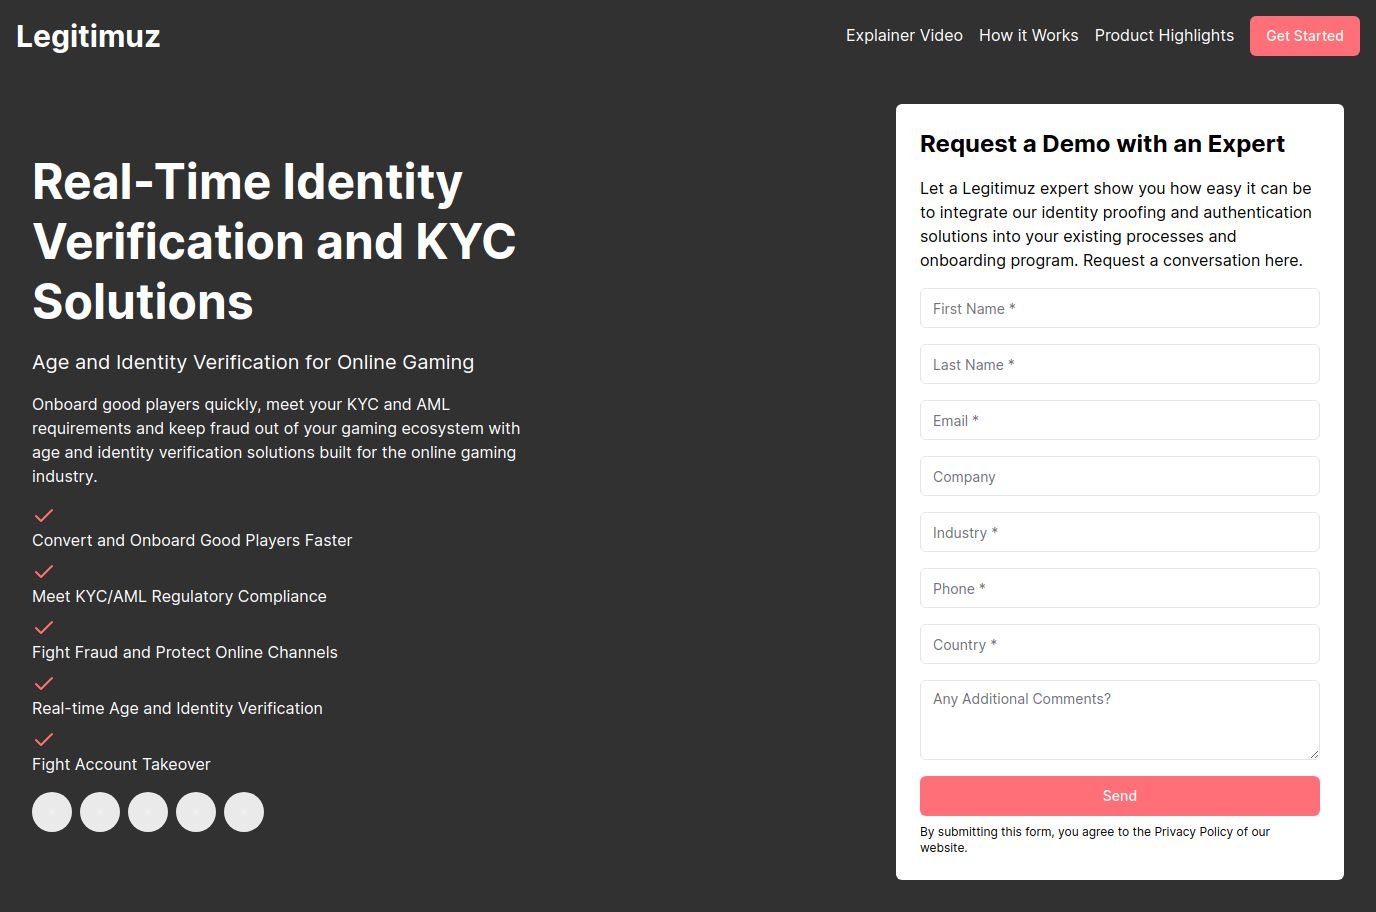 Legitimuz
Explainer Video
How it Works
Product Highlights
Get Started
Real-Time Identity
Verification and KYC
Solutions
Age and Identity Verification for Online Gaming
Onboard good players quickly, meet your KYC and AML
requirements and keep fraud out of your gaming ecosystem with
age and identity verification solutions built for the online gaming
industry.
Convert and Onboard Good Players Faster
Meet KYC/AML Regulatory Compliance
Fight Fraud and Protect Online Channels
Real-time Age and Identity Verification
Fight Account Takeover
Request a Demo with an Expert
Let a Legitimuz expert show you how easy it can be
to integrate our identity proofing and authentication
solutions into your existing processes and
onboarding program. Request a conversation here.
First Name *
Last Name *
Email *
Company
Industry *
Phone *
Country *
Any Additional Comments?
Send
By submitting this form, you agree to the Privacy Policy of our
website.